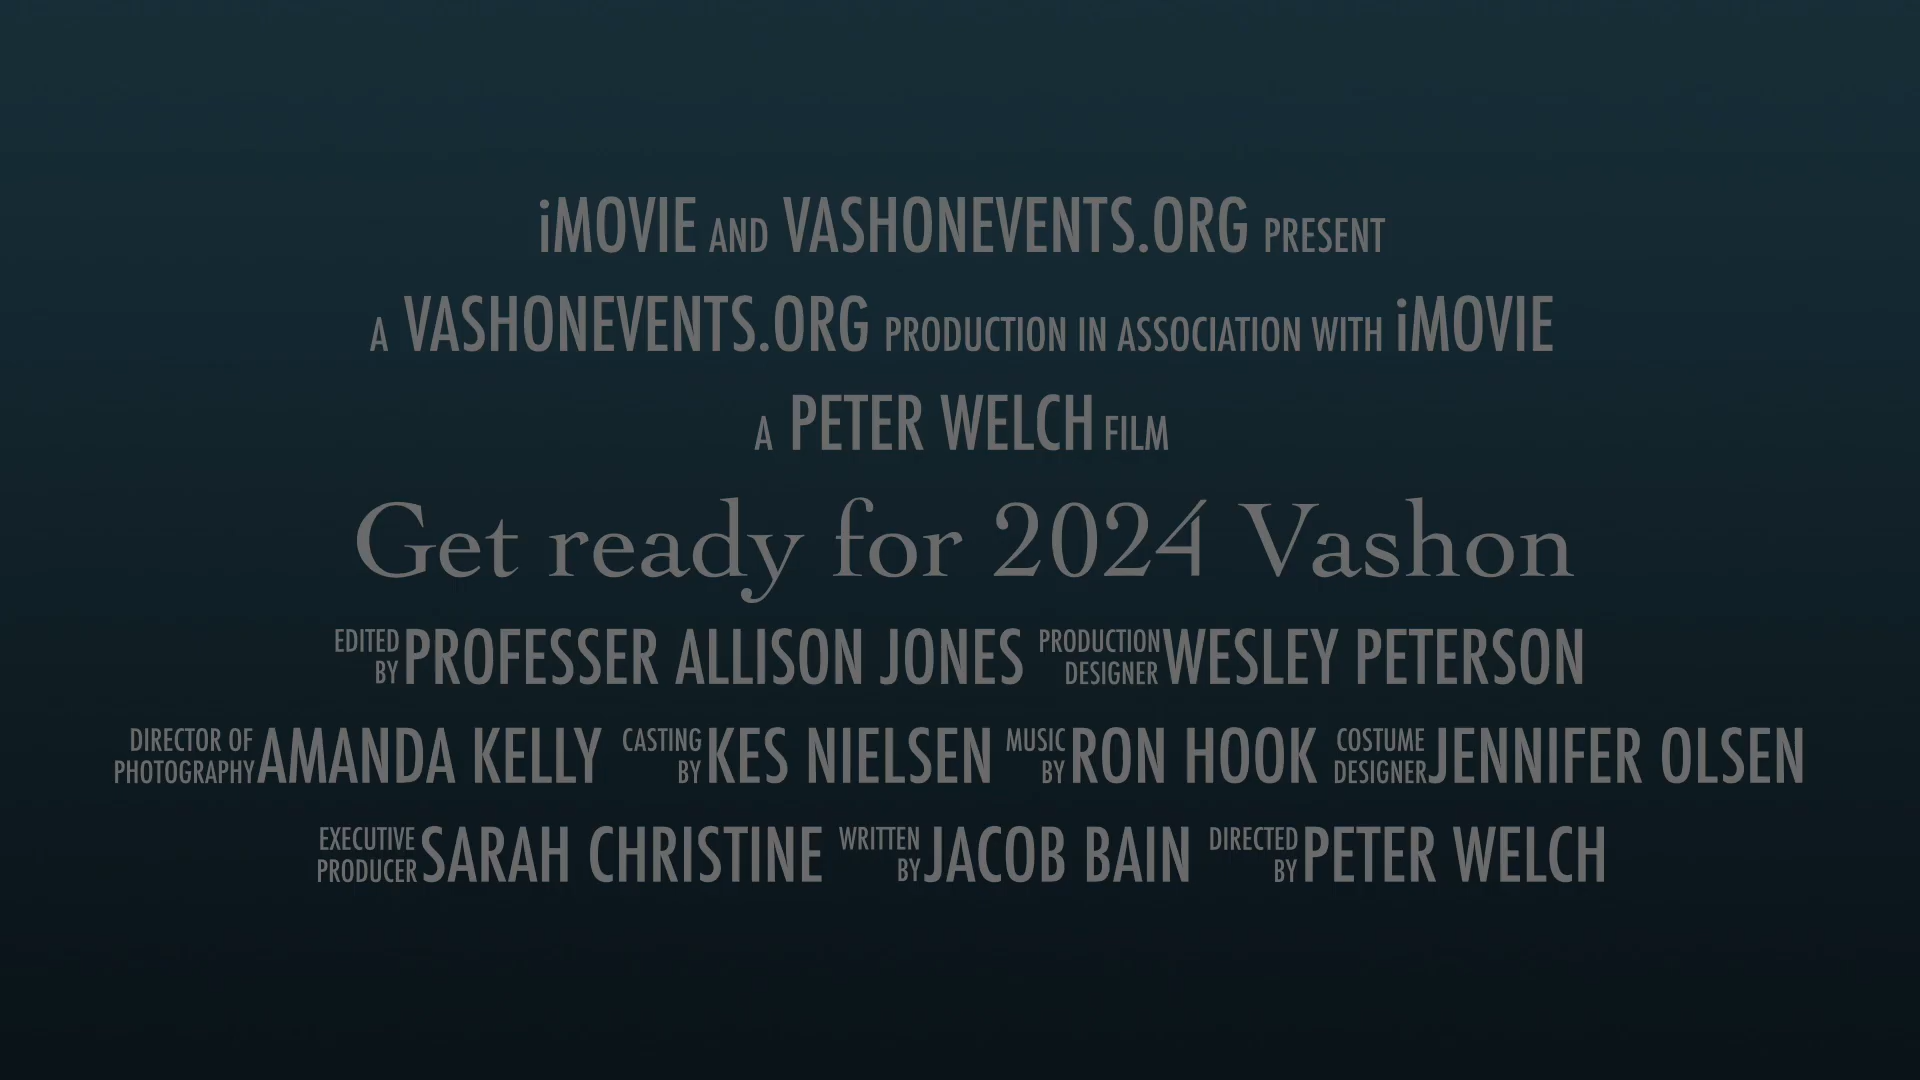 iMOVIE AND VASHONEVENTS.ORG PRESENT
A VASHONEVENTS.ORG PRODUCTION IN ASSOCIATION WITH iMOVIE
A PETER WELCH FILM
Get ready for 2024 Vashon
EDITED BY PROFESSER ALLISON JONES PRODUCTION DESIGNER WESLEY PETERSON
DIRECTOR OF PHOTOGRAPHY AMANDA KELLY CASTING BY KES NIELSEN MUSIC BY RON HOOK COSTUME DESIGNER JENNIFER OLSEN
EXECUTIVE PRODUCER SARAH CHRISTINE WRITTEN BY JACOB BAIN DIRECTED BY PETER WELCH